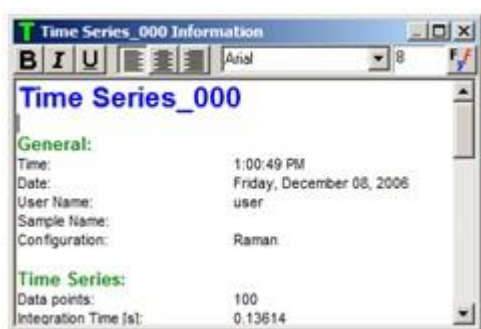 Time Series_000 Information
B I U Arial 8
Time Series_000
General:
Time: 1:00:49 PM
Date: Friday, December 08, 2006
User Name: user
Sample Name:
Configuration: Raman
Time Series:
Data points: 100
Integration Time [s]: 0.13614